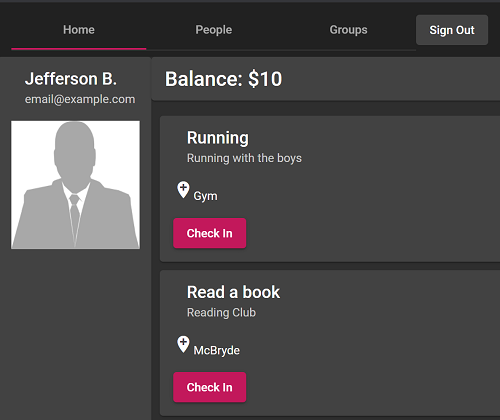 Home People Groups Sign Out
Jefferson B.
email@example.com
Balance: $10
Running
Running with the boys
Gym
Check In
Read a book
Reading Club
McBryde
Check In